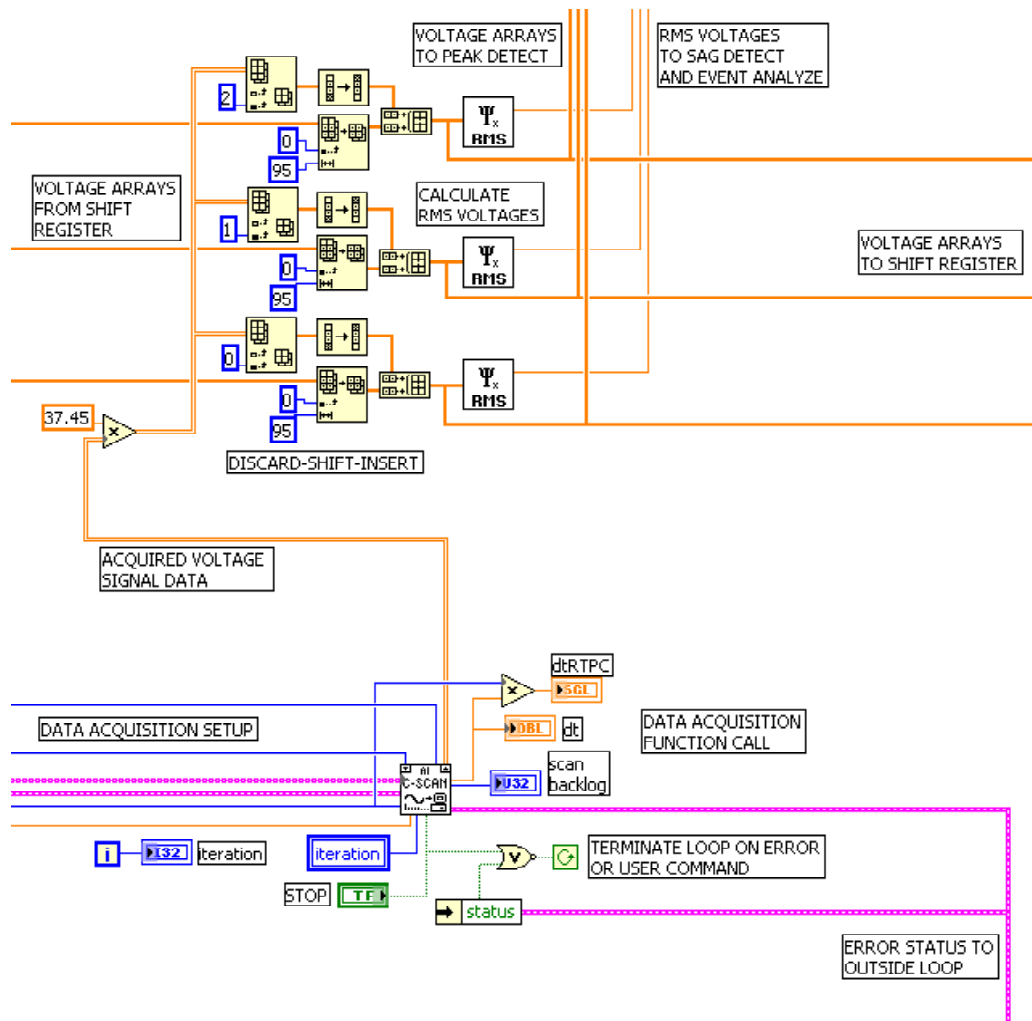 VOLTAGE ARRAYS
TO PEAK DETECT
RMS VOLTAGES
TO SAG DETECT
AND EVENT ANALYZE
2
Ψx
RMS
0
95
VOLTAGE ARRAYS
FROM SHIFT
REGISTER
CALCULATE
RMS VOLTAGES
1
Ψx
RMS
0
95
VOLTAGE ARRAYS
TO SHIFT REGISTER
0
Ψx
RMS
0
95
37.45
x
DISCARD-SHIFT-INSERT
ACQUIRED VOLTAGE
SIGNAL DATA
dtRTPC
x
SGL
DATA ACQUISITION SETUP
DBL
dt
DATA ACQUISITION
FUNCTION CALL
AI
C-SCAN
U32
scan
backlog
i
I32
iteration
iteration
V
TERMINATE LOOP ON ERROR
OR USER COMMAND
STOP
TF
status
ERROR STATUS TO
OUTSIDE LOOP